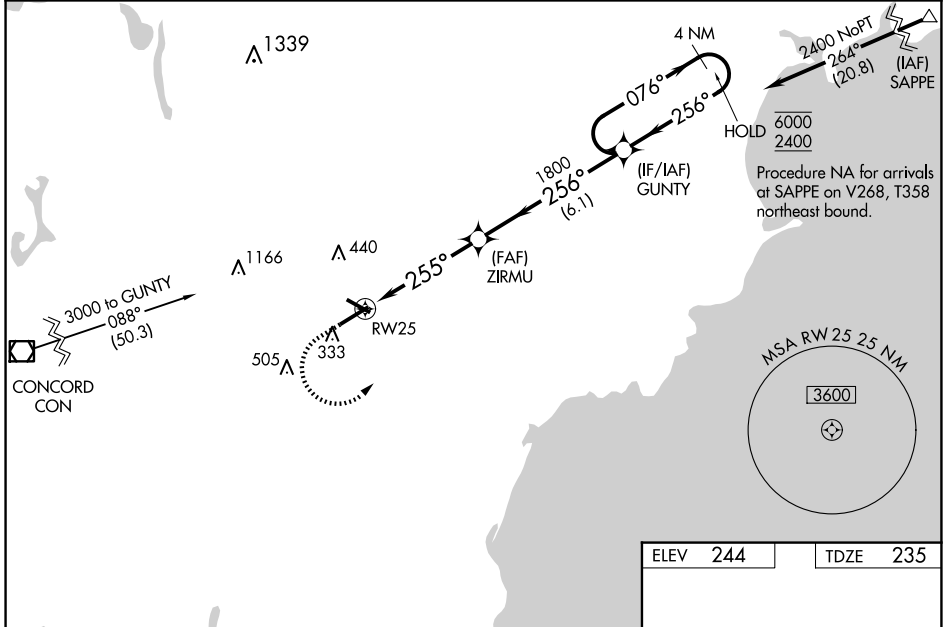 1339
4 NM
2400 NoPT
264°
(20.8)
(IAF)
SAPPE
076°
256°
HOLD
6000
2400
(IF/IAF)
GUNTY
Procedure NA for arrivals
at SAPPE on V268, T358
northeast bound.
1800
256°
(6.1)
1166
440
(FAF)
ZIRMU
255°
3000 to GUNTY
088°
(50.3)
RW25
333
505
CONCORD
CON
MSA RW 25 25 NM
3600
ELEV 244
TDZE 235